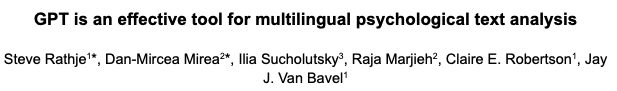 GPT is an effective tool for multilingual psychological text analysis
Steve Rathje¹*, Dan-Mircea Mirea²*, Ilia Sucholutsky³, Raja Marjieh², Claire E. Robertson¹, Jay
J. Van Bavel¹